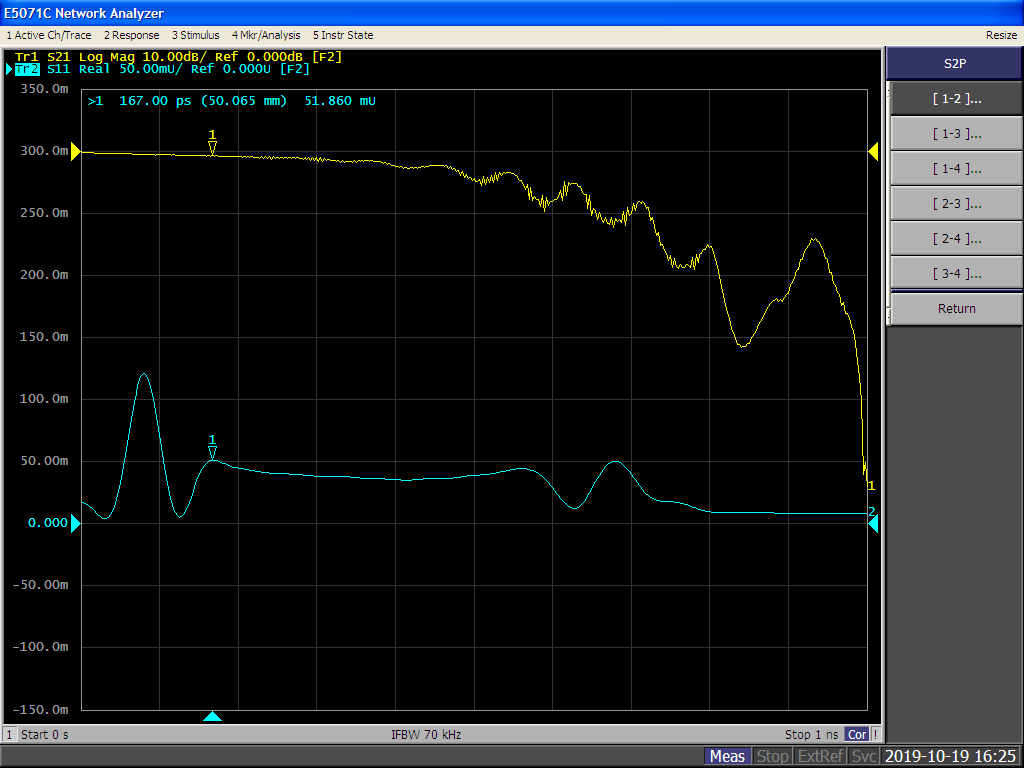 E5071C Network Analyzer
1 Active Ch/Trace 2 Response 3 Stimulus 4 Mkr/Analysis 5 Instr State Resize
Tr1 S21 Log Mag 10.00dB/ Ref 0.000dB [F2]
Tr2 S11 Real 50.00mU/ Ref 0.000U [F2]
S2P
350.0m
>1 167.00 ps (50.065 mm) 51.860 mU
[ 1-2 ]...
1
[ 1-3 ]...
300.0m
[ 1-4 ]...
250.0m
[ 2-3 ]...
[ 2-4 ]...
200.0m
[ 3-4 ]...
Return
150.0m
100.0m
1
50.00m
1
2
0.000
-50.00m
-100.0m
-150.0m
1 Start 0 s IFBW 70 kHz Stop 1 ns Cor !
Meas Stop ExtRef Svc 2019-10-19 16:25